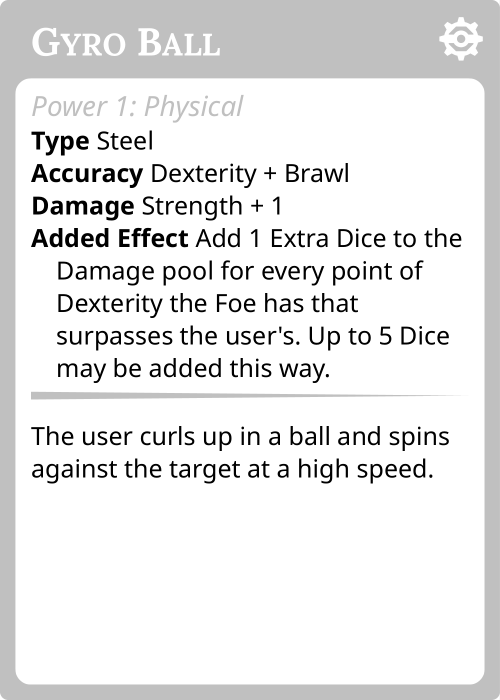 Gyro Ball
Power 1: Physical
Type Steel
Accuracy Dexterity + Brawl
Damage Strength + 1
Added Effect Add 1 Extra Dice to the
Damage pool for every point of
Dexterity the Foe has that
surpasses the user's. Up to 5 Dice
may be added this way.
The user curls up in a ball and spins
against the target at a high speed.